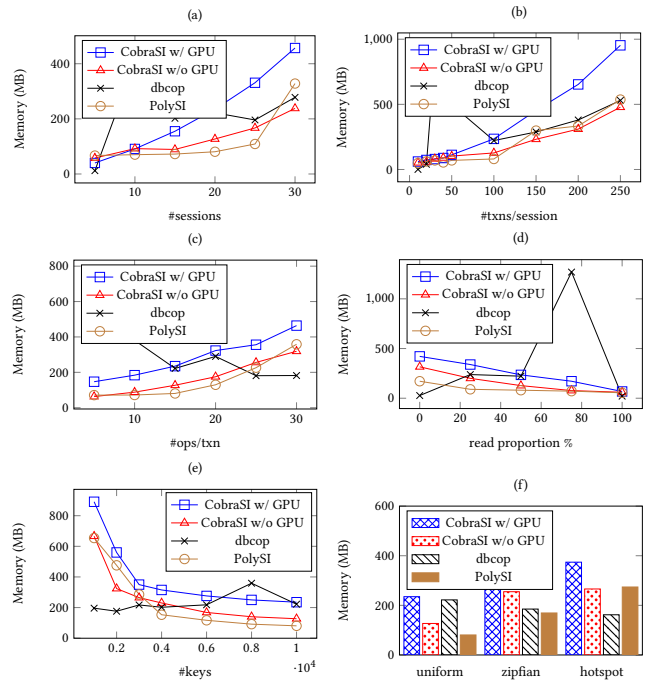 (a)
CobraSI w/ GPU
CobraSI w/o GPU
dbcop
PolySI
400
200
0
Memory (MB)
10 20 30
#sessions
(b)
CobraSI w/ GPU
CobraSI w/o GPU
dbcop
PolySI
1,000
500
0
Memory (MB)
0 50 100 150 200 250
#txns/session
(c)
CobraSI w/ GPU
CobraSI w/o GPU
dbcop
PolySI
800
600
400
200
0
Memory (MB)
10 20 30
#ops/txn
(d)
CobraSI w/ GPU
CobraSI w/o GPU
dbcop
PolySI
1,000
500
0
Memory (MB)
0 20 40 60 80 100
read proportion %
(e)
CobraSI w/ GPU
CobraSI w/o GPU
dbcop
PolySI
800
600
400
200
0
Memory (MB)
0.2 0.4 0.6 0.8 1
·10⁴
#keys
(f)
CobraSI w/ GPU
CobraSI w/o GPU
dbcop
PolySI
600
400
200
0
Memory (MB)
uniform zipfian hotspot